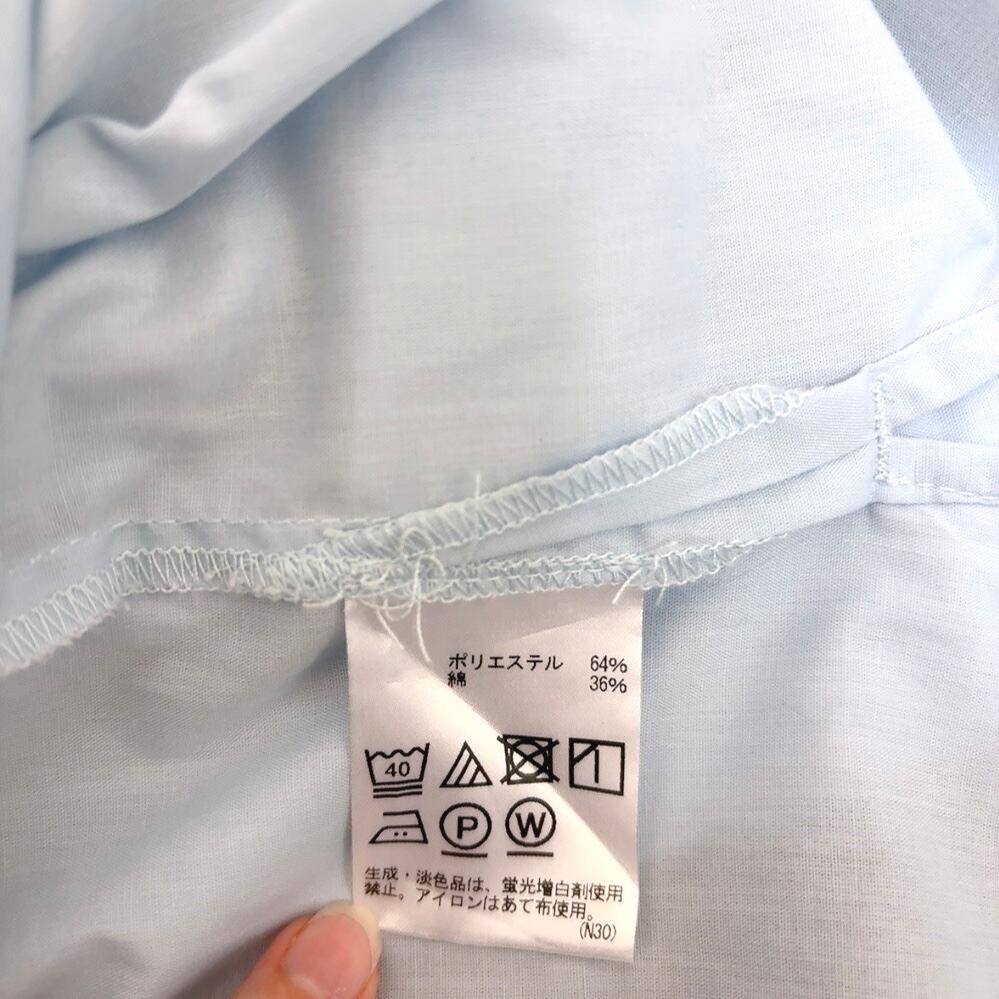 ポリエステル 64%
綿 36%
40
P W
生成・淡色品は、蛍光増白剤使用
禁止。アイロンはあて布使用。
(N30)